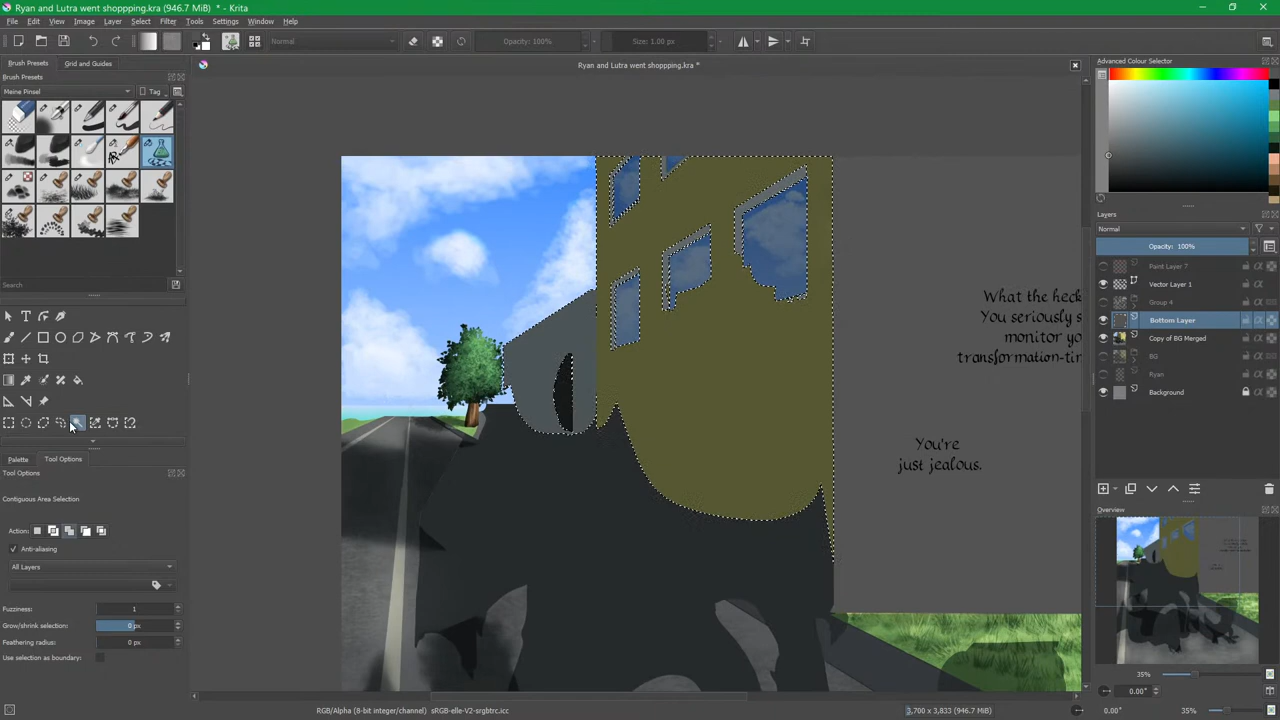 Ryan and Lutra went shoppping.kra (946.7 MiB) * - Krita
File Edit View Image Layer Select Filter Tools Settings Window Help
Normal Opacity: 100% Size: 1.00 px
Brush Presets Grid and Guides
Ryan and Lutra went shoppping.kra *
Advanced Colour Selector
Brush Presets
Meine Pinsel Tag
Search
Layers
Normal
Opacity: 100%
Paint Layer 7
Vector Layer 1
Group 4
Bottom Layer
Copy of BG Merged
BG
Ryan
Background
What the heck
You seriously s
monitor yo
transformation-tim
You're
just jealous.
Palette Tool Options
Tool Options
Contiguous Area Selection
Action:
Anti-aliasing
All Layers
Fuzziness: 1
Grow/shrink selection: 0 px
Feathering radius: 0 px
Use selection as boundary:
Overview
35%
0.00°
RGB/Alpha (8-bit integer/channel) sRGB-elle-V2-srgbtrc.icc
3,700 x 3,833 (946.7 MiB)
0.00° 35%